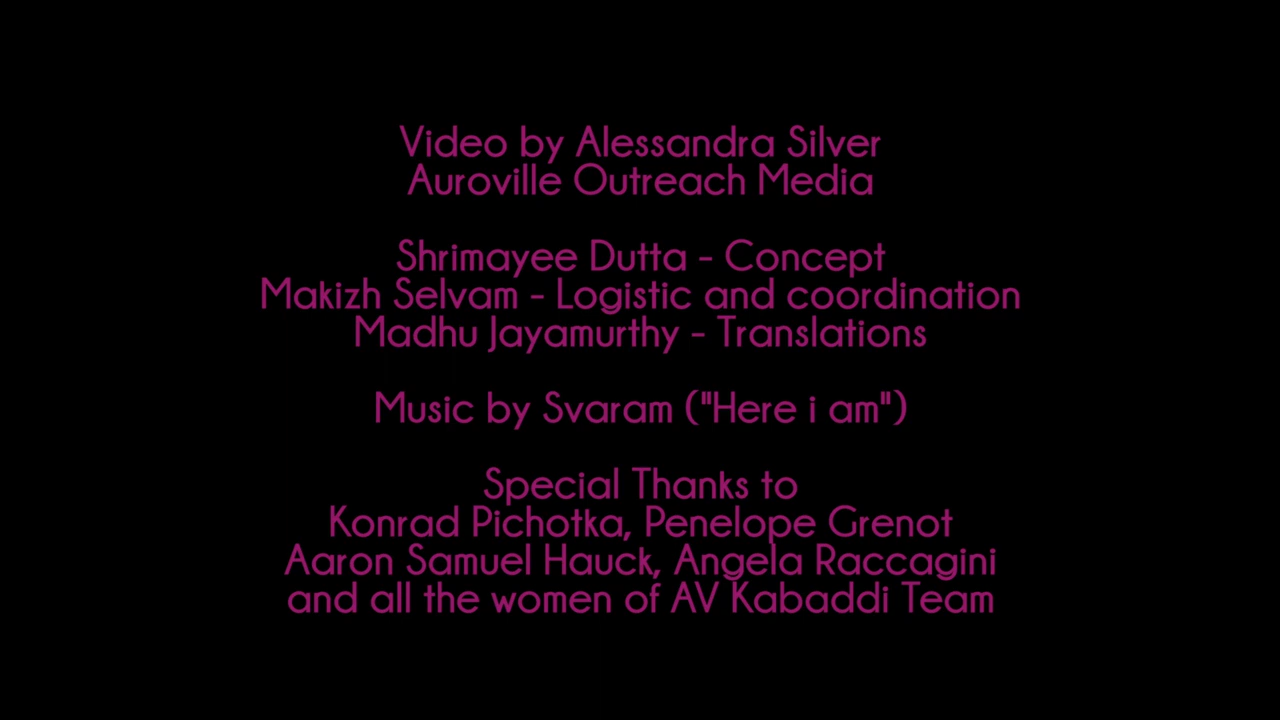 Video by Alessandra Silver
Auroville Outreach Media
Shrimayee Dutta - Concept
Makizh Selvam - Logistic and coordination
Madhu Jayamurthy - Translations
Music by Svaram ("Here i am")
Special Thanks to
Konrad Pichotka, Penelope Grenot
Aaron Samuel Hauck, Angela Raccagini
and all the women of AV Kabaddi Team